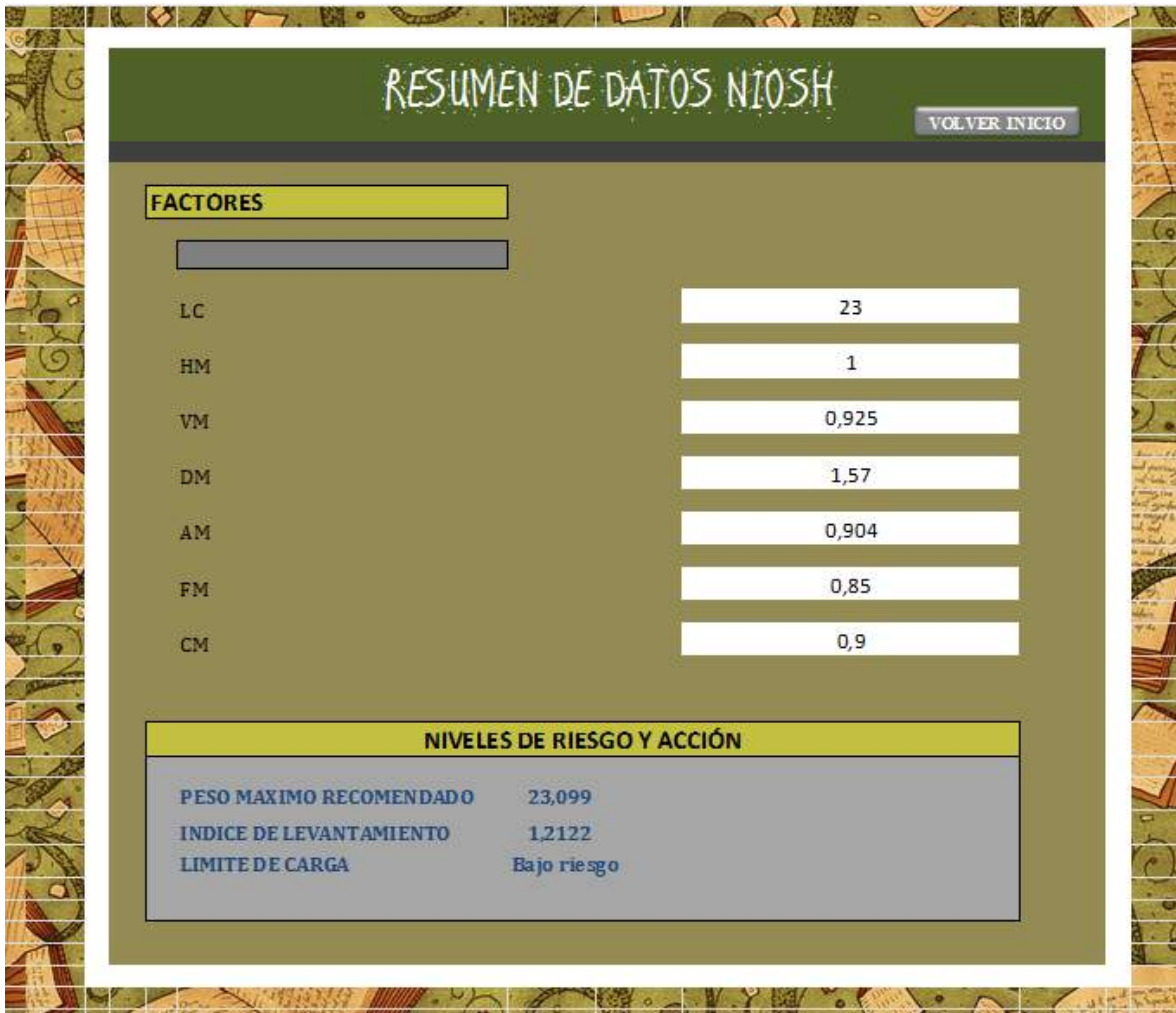 RESUMEN DE DATOS NIOSH
VOLVER INICIO
FACTORES
LC 23
HM 1
VM 0,925
DM 1,57
AM 0,904
FM 0,85
CM 0,9
NIVELES DE RIESGO Y ACCIÓN
PESO MAXIMO RECOMENDADO 23,099
INDICE DE LEVANTAMIENTO 1,2122
LIMITE DE CARGA Bajo riesgo